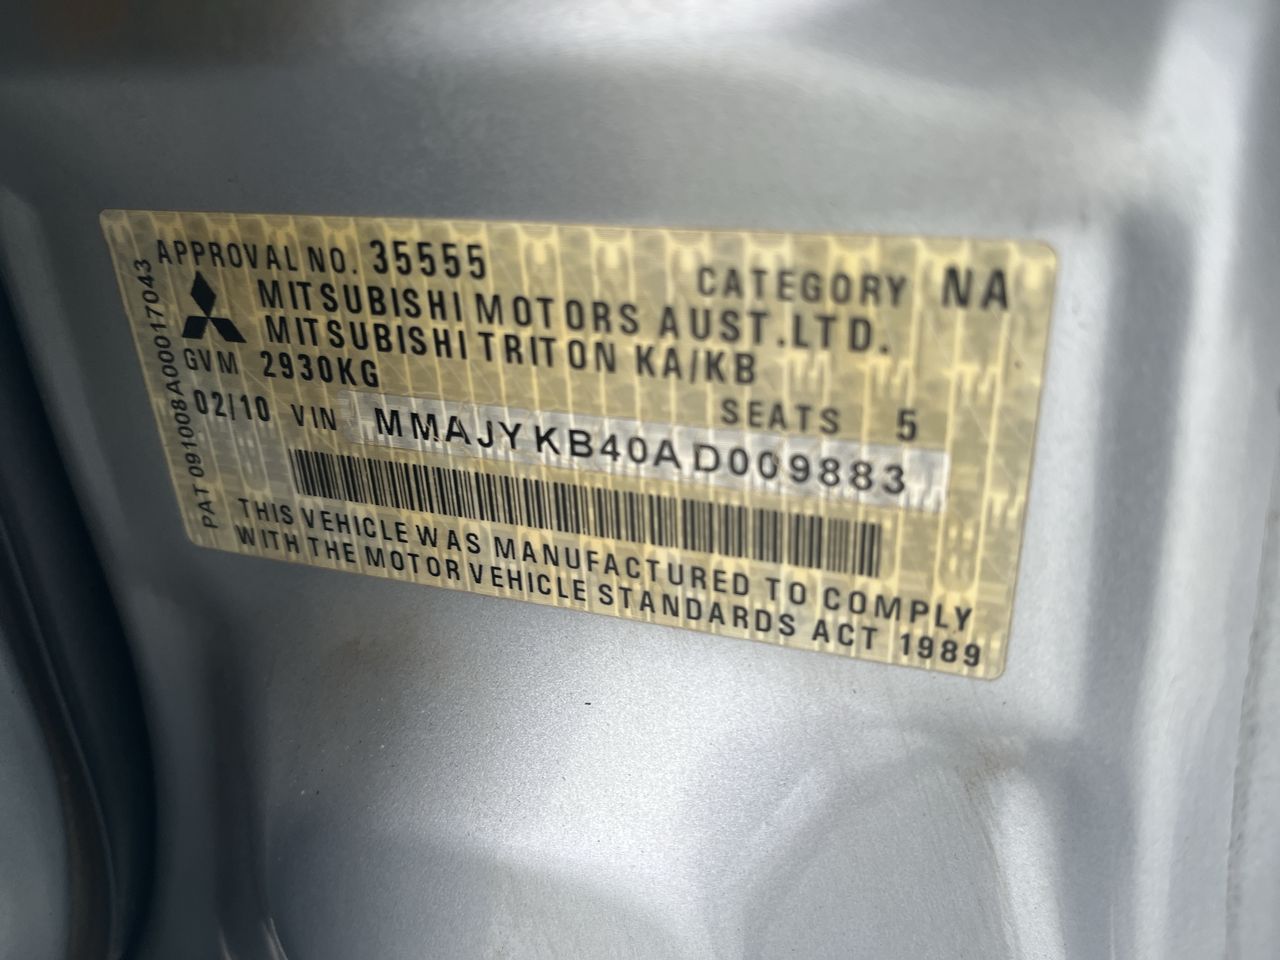 APPROVAL NO. 35555 CATEGORY NA
MITSUBISHI MOTORS AUST.LTD.
MITSUBISHI TRITON KA/KB
GVM 2930KG SEATS 5
02/10 VIN MMAJYKB40AD009883
THIS VEHICLE WAS MANUFACTURED TO COMPLY
WITH THE MOTOR VEHICLE STANDARDS ACT 1989
PAT 091008A00017043